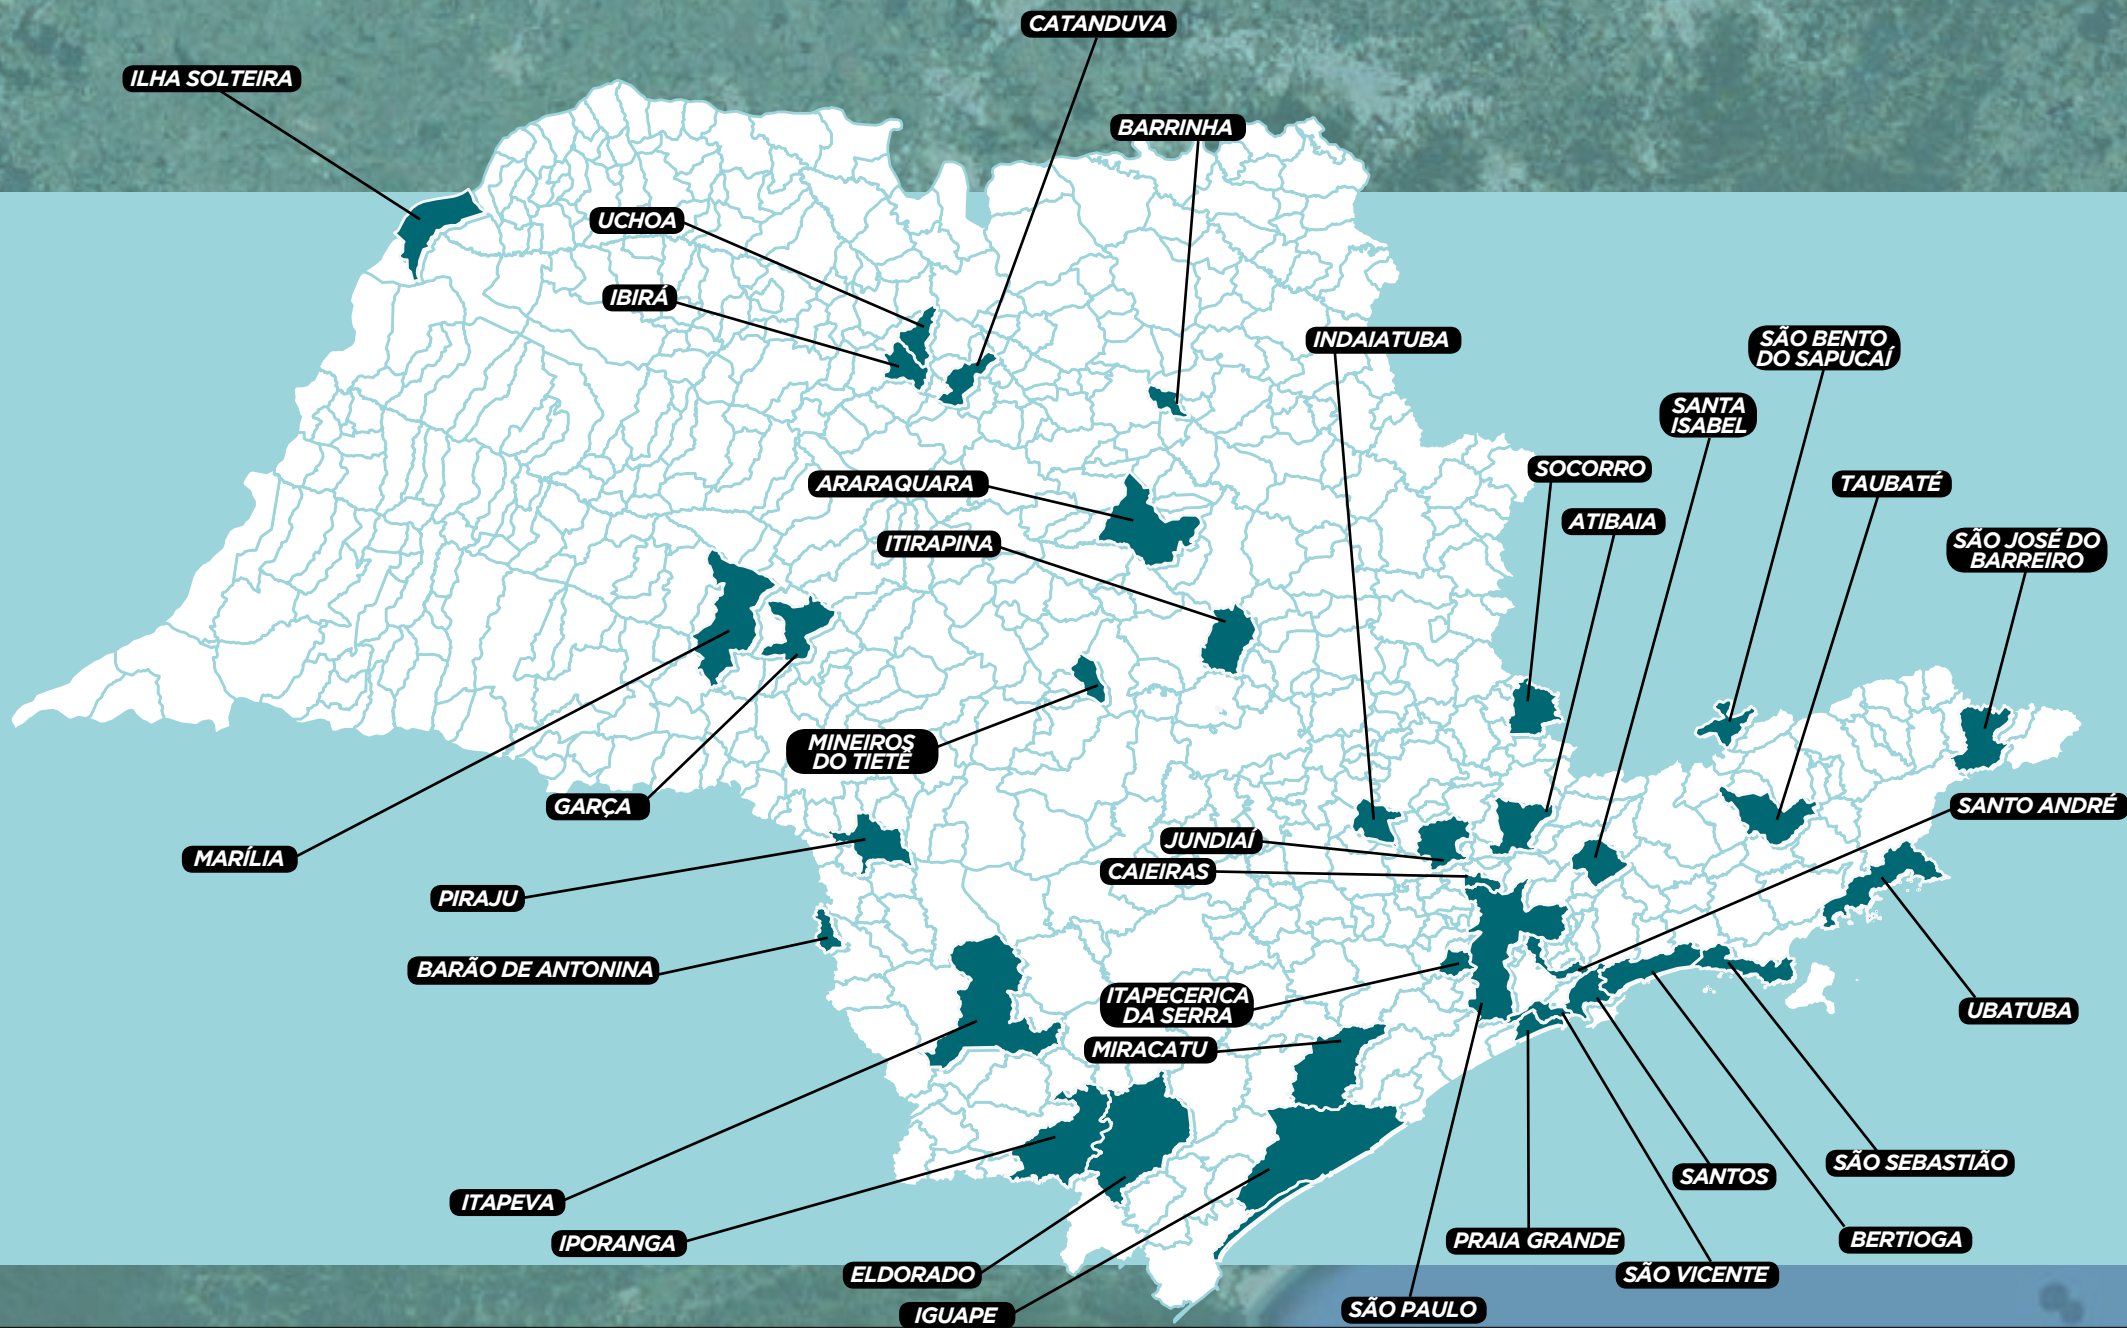 CATANDUVA
ILHA SOLTEIRA
BARRINHA
UCHOA
IBIRÁ
INDAIATUBA
SÃO BENTO
DO SAPUCAÍ
SANTA
ISABEL
SOCORRO
ARARAQUARA
TAUBATÉ
ATIBAIA
ITIRAPINA
SÃO JOSÉ DO
BARREIRO
MINEIROS
DO TIETÊ
GARÇA
SANTO ANDRÉ
JUNDIAÍ
MARÍLIA
CAIEIRAS
PIRAJU
BARÃO DE ANTONINA
ITAPECERICA
DA SERRA
UBATUBA
MIRACATU
SÃO SEBASTIÃO
SANTOS
ITAPEVA
BERTIOGA
PRAIA GRANDE
IPORANGA
ELDORADO
SÃO VICENTE
SÃO PAULO
IGUAPE